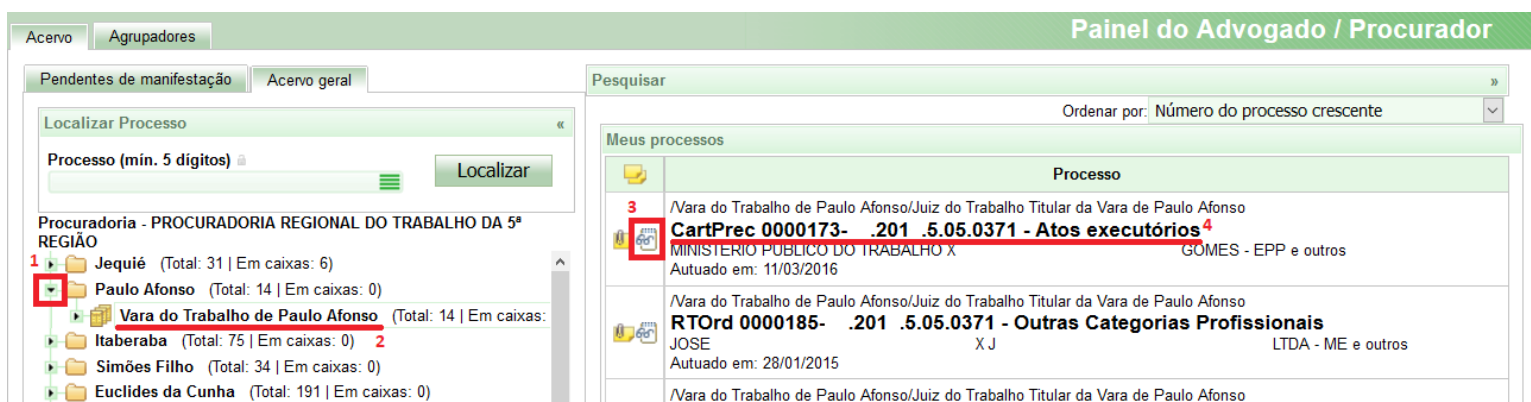 Acervo Agrupadores
Painel do Advogado / Procurador
Pendentes de manifestação Acervo geral
Localizar Processo «
Processo (mín. 5 dígitos)
Localizar
Procuradoria - PROCURADORIA REGIONAL DO TRABALHO DA 5ª
REGIÃO
1 Jequié (Total: 31 | Em caixas: 6)
Paulo Afonso (Total: 14 | Em caixas: 0)
Vara do Trabalho de Paulo Afonso (Total: 14 | Em caixas:
Itaberaba (Total: 75 | Em caixas: 0) 2
Simões Filho (Total: 34 | Em caixas: 0)
Euclides da Cunha (Total: 191 | Em caixas: 0)
Pesquisar »
Ordenar por: Número do processo crescente
Meus processos
Processo
3 /Vara do Trabalho de Paulo Afonso/Juiz do Trabalho Titular da Vara de Paulo Afonso
CartPrec 0000173- .201 .5.05.0371 - Atos executórios 4
MINISTERIO PUBLICO DO TRABALHO X GOMES - EPP e outros
Autuado em: 11/03/2016
/Vara do Trabalho de Paulo Afonso/Juiz do Trabalho Titular da Vara de Paulo Afonso
RTOrd 0000185- .201 .5.05.0371 - Outras Categorias Profissionais
JOSE X J LTDA - ME e outros
Autuado em: 28/01/2015
/Vara do Trabalho de Paulo Afonso/Juiz do Trabalho Titular da Vara de Paulo Afonso